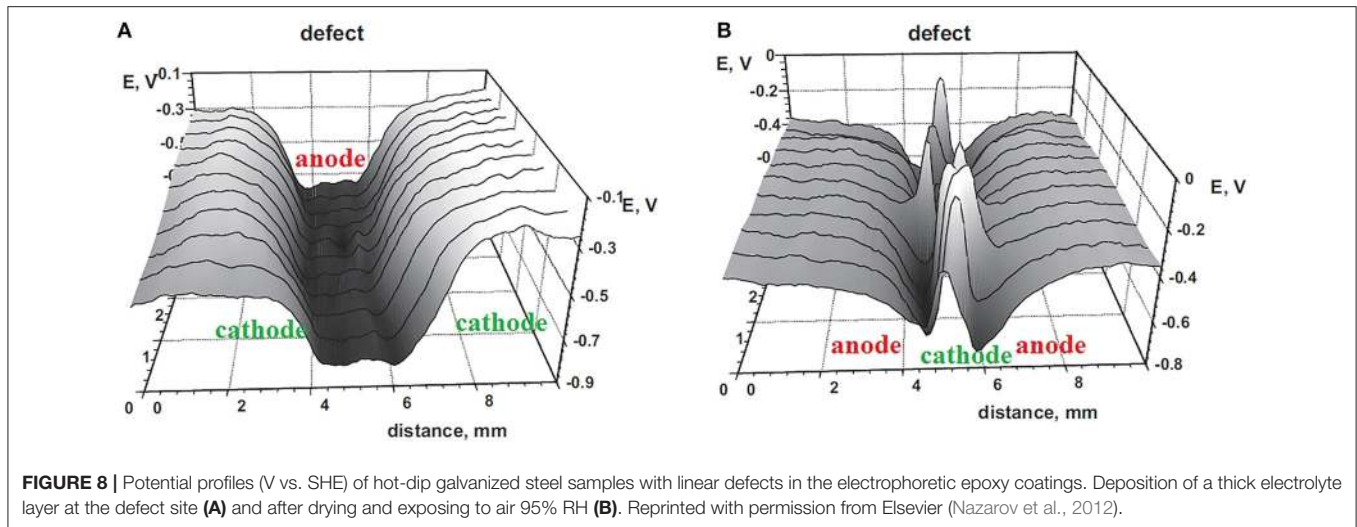 A
defect
E, V
-0.1
-0.3
anode
-0.1
E, V
-0.3
-0.5
-0.7
-0.9
cathode
cathode
2
1
0
0
2
4
6
8
distance, mm
B
defect
E, V
0
-0.2
-0.4
0
E, V
-0.2
-0.4
-0.6
-0.8
anode
cathode
anode
2
1
0
0
2
4
6
8
distance, mm
FIGURE 8 | Potential profiles (V vs. SHE) of hot-dip galvanized steel samples with linear defects in the electrophoretic epoxy coatings. Deposition of a thick electrolyte
layer at the defect site (A) and after drying and exposing to air 95% RH (B). Reprinted with permission from Elsevier (Nazarov et al., 2012).